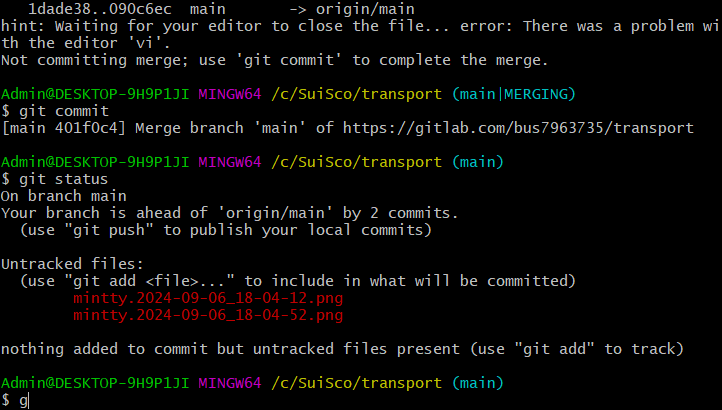 1dade38..090c6ec  main       -> origin/main
hint: Waiting for your editor to close the file... error: There was a problem wi
th the editor 'vi'.
Not committing merge; use 'git commit' to complete the merge.
Admin@DESKTOP-9H9P1JI MINGW64 /c/SuiSco/transport (main|MERGING)
$ git commit
[main 401f0c4] Merge branch 'main' of https://gitlab.com/bus7963735/transport
Admin@DESKTOP-9H9P1JI MINGW64 /c/SuiSco/transport (main)
$ git status
On branch main
Your branch is ahead of 'origin/main' by 2 commits.
  (use "git push" to publish your local commits)
Untracked files:
  (use "git add <file>..." to include in what will be committed)
        mintty.2024-09-06_18-04-12.png
        mintty.2024-09-06_18-04-52.png
nothing added to commit but untracked files present (use "git add" to track)
Admin@DESKTOP-9H9P1JI MINGW64 /c/SuiSco/transport (main)
$ g